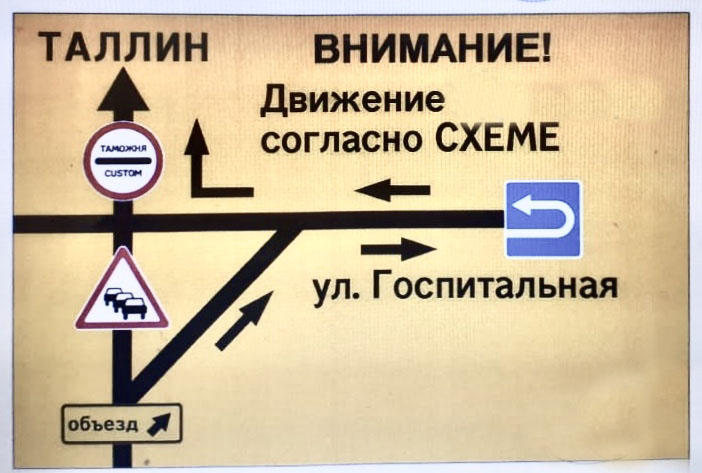 ТАЛЛИН
ВНИМАНИЕ!
Движение
согласно СХЕМЕ
ТАМОЖНЯ
CUSTOM
ул. Госпитальная
объезд